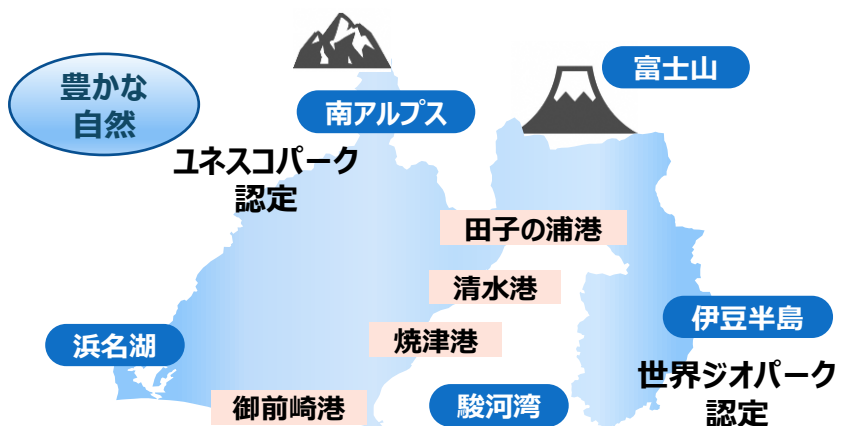 豊かな
自然
南アルプス
富士山
ユネスコパーク
認定
田子の浦港
清水港
伊豆半島
浜名湖
焼津港
世界ジオパーク
認定
御前崎港
駿河湾